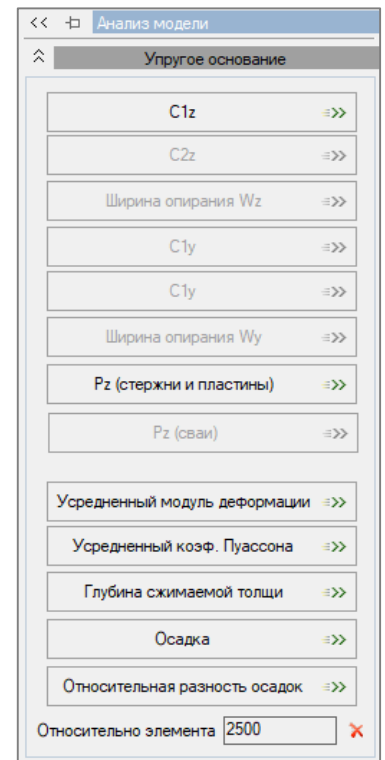 << Анализ модели
Упругое основание
C1z
C2z
Ширина опирания Wz
C1y
C1y
Ширина опирания Wy
Pz (стержни и пластины)
Pz (сваи)
Усредненный модуль деформации
Усредненный коэф. Пуассона
Глубина сжимаемой толщи
Осадка
Относительная разность осадок
Относительно элемента 2500